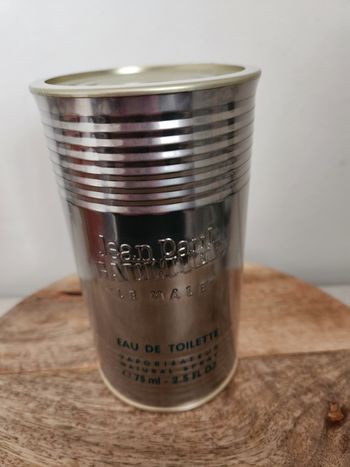 Jean Paul
GAULTIER
"LE MALE"
EAU DE TOILETTE
VAPORISATEUR
NATURAL SPRAY
75 ml - 2.5 FL OZ